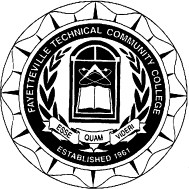 FAYETTEVILLE TECHNICAL COMMUNITY COLLEGE
ESSE QUAM VIDERI
ESTABLISHED 1961